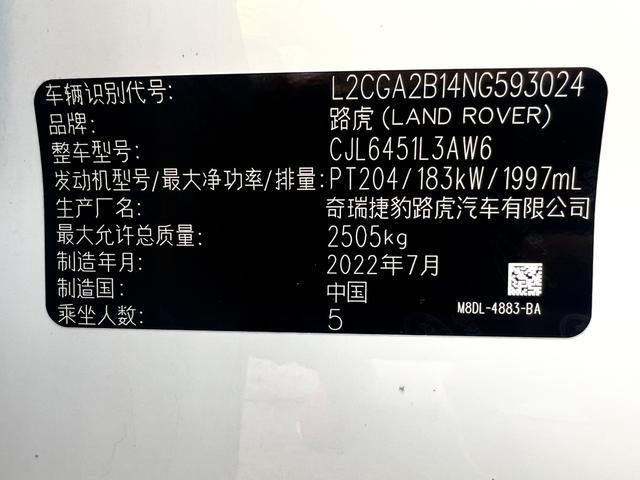 车辆识别代号: L2CGA2B14NG593024
品牌: 路虎(LAND ROVER)
整车型号: CJL6451L3AW6
发动机型号/最大净功率/排量: PT204/183kW/1997mL
生产厂名: 奇瑞捷豹路虎汽车有限公司
最大允许总质量: 2505kg
制造年月: 2022年7月
制造国: 中国
乘坐人数: 5
M8DL-4883-BA